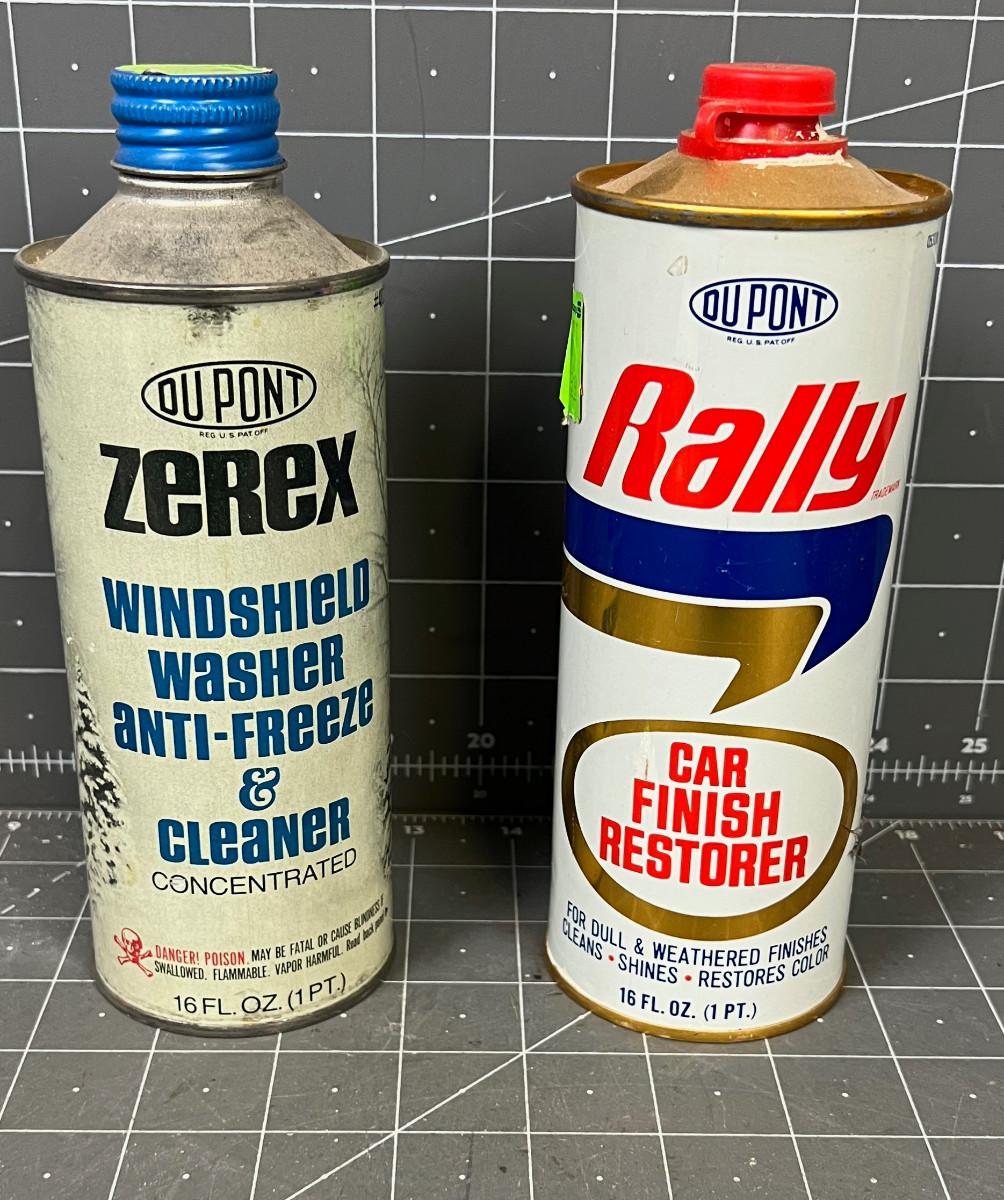 DU PONT
REG. U.S. PAT. OFF
zerex
WINDSHIELD
WASHER
ANTI-FREEZE
&
CLEANER
CONCENTRATED
DANGER! POISON. MAY BE FATAL OR CAUSE BLINDNESS IF
SWALLOWED. FLAMMABLE. VAPOR HARMFUL. Read back panel
16 FL. OZ. (1 PT.)
DU PONT
REG. U.S. PAT. OFF
Rally
TRADEMARK
CAR
FINISH
RESTORER
FOR DULL & WEATHERED FINISHES
CLEANS • SHINES • RESTORES COLOR
16 FL. OZ. (1 PT.)
20
25
13
14